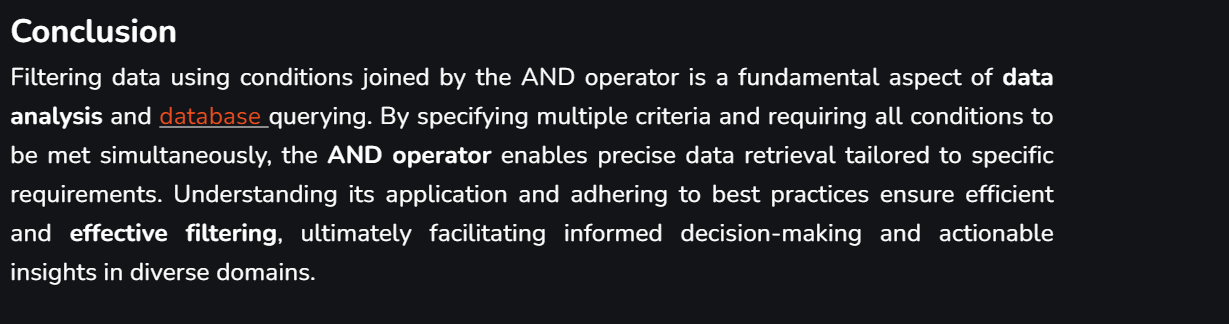 Conclusion
Filtering data using conditions joined by the AND operator is a fundamental aspect of data
analysis and database querying. By specifying multiple criteria and requiring all conditions to
be met simultaneously, the AND operator enables precise data retrieval tailored to specific
requirements. Understanding its application and adhering to best practices ensure efficient
and effective filtering, ultimately facilitating informed decision-making and actionable
insights in diverse domains.